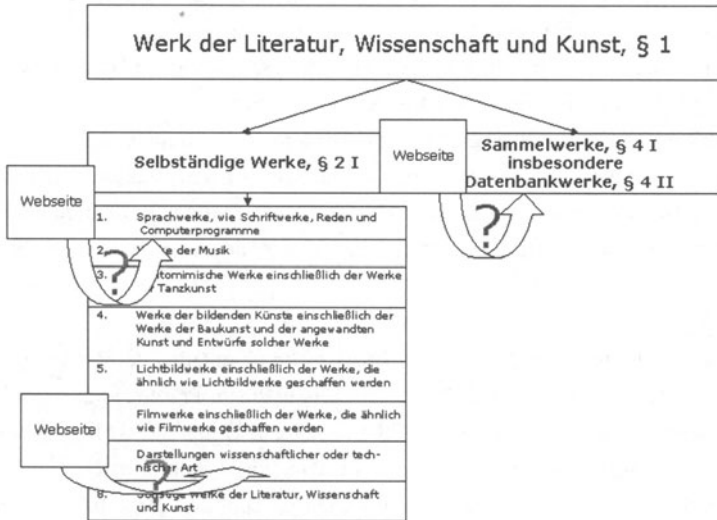 Werk der Literatur, Wissenschaft und Kunst, § 1
Selbständige Werke, § 2 I
Webseite
Sammelwerke, § 4 I
insbesondere
Datenbankwerke, § 4 II
?
Webseite
1. Sprachwerke, wie Schriftwerke, Reden und
Computerprogramme
2. der Musik
?
3. Werke einschließlich der Werke
Tanzkunst
4. Werke der bildenden Künste einschließlich der
Werke der Baukunst und der angewandten
Kunst und Entwürfe solcher Werke
5. Lichtbildwerke einschließlich der Werke, die
ähnlich wie Lichtbildwerke geschaffen werden
Webseite
Filmwerke einschließlich der Werke, die ähnlich
wie Filmwerke geschaffen werden
Darstellungen wissenschaftlicher oder tech-
nischer Art
?
8. Werke der Literatur, Wissenschaft
und Kunst